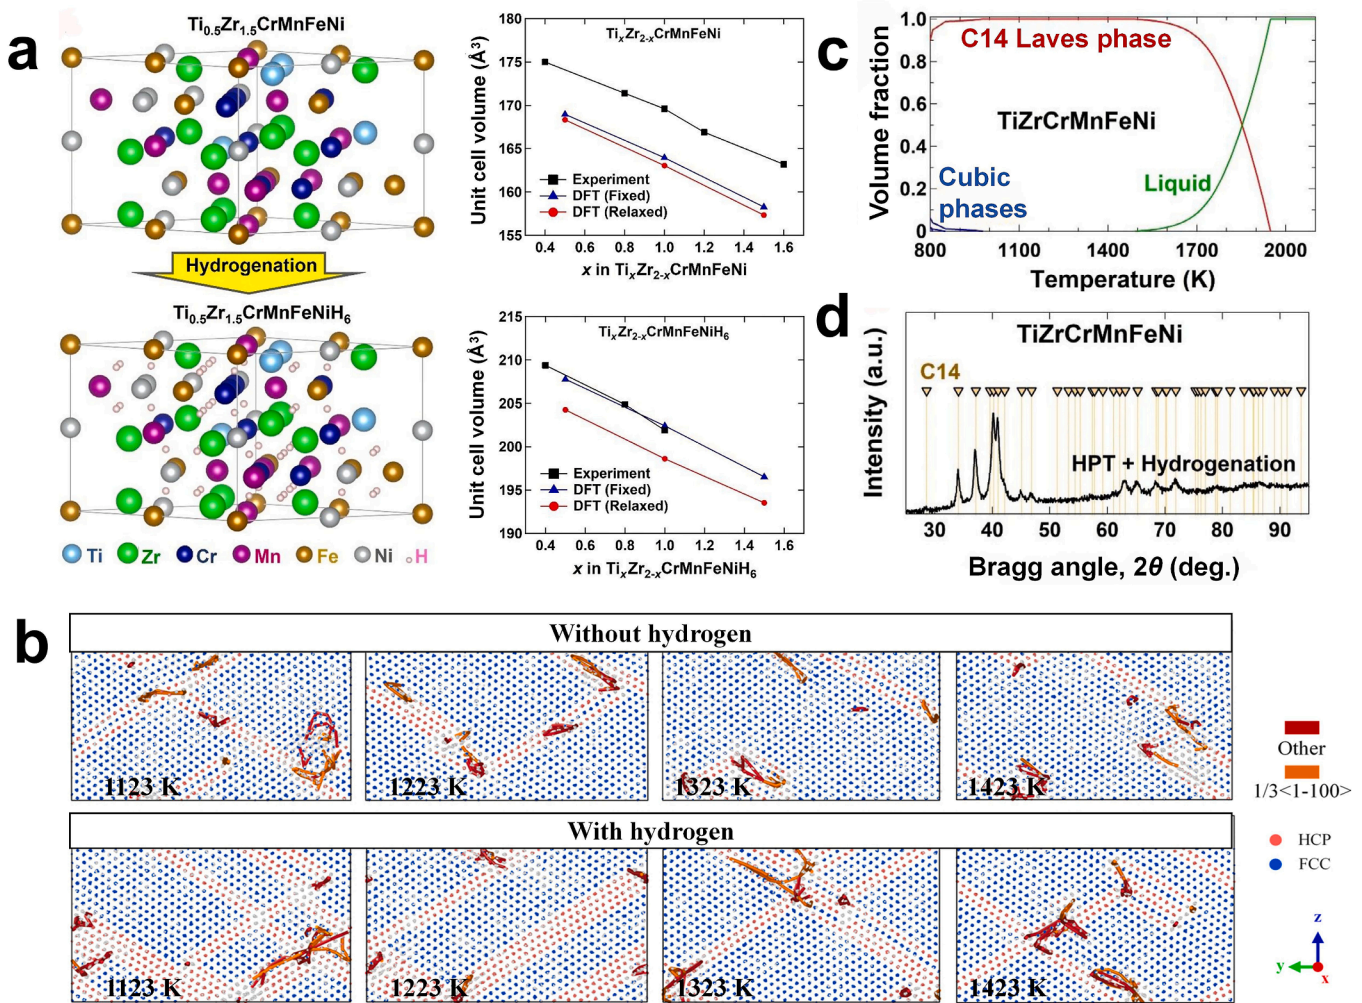 a
Ti0.5Zr1.5CrMnFeNi
Hydrogenation
Ti0.5Zr1.5CrMnFeNiH6
Ti Zr Cr Mn Fe Ni H
180
175
170
165
160
155
Unit cell volume (Å³)
TixZr2-xCrMnFeNi
Experiment
DFT (Fixed)
DFT (Relaxed)
0.4 0.6 0.8 1.0 1.2 1.4 1.6
x in TixZr2-xCrMnFeNi
215
210
205
200
195
190
Unit cell volume (Å³)
TixZr2-xCrMnFeNiH6
Experiment
DFT (Fixed)
DFT (Relaxed)
0.4 0.6 0.8 1.0 1.2 1.4 1.6
x in TixZr2-xCrMnFeNiH6
c
1.0
0.8
0.6
0.4
0.2
0
Volume fraction
C14 Laves phase
TiZrCrMnFeNi
Cubic
phases
Liquid
800 1100 1400 1700 2000
Temperature (K)
d
Intensity (a.u.)
TiZrCrMnFeNi
C14
HPT + Hydrogenation
30 40 50 60 70 80 90
Bragg angle, 2θ (deg.)
b
Without hydrogen
1123 K
1223 K
1323 K
1423 K
With hydrogen
1123 K
1223 K
1323 K
1423 K
Other
1/3<1-100>
HCP
FCC
z
y
x